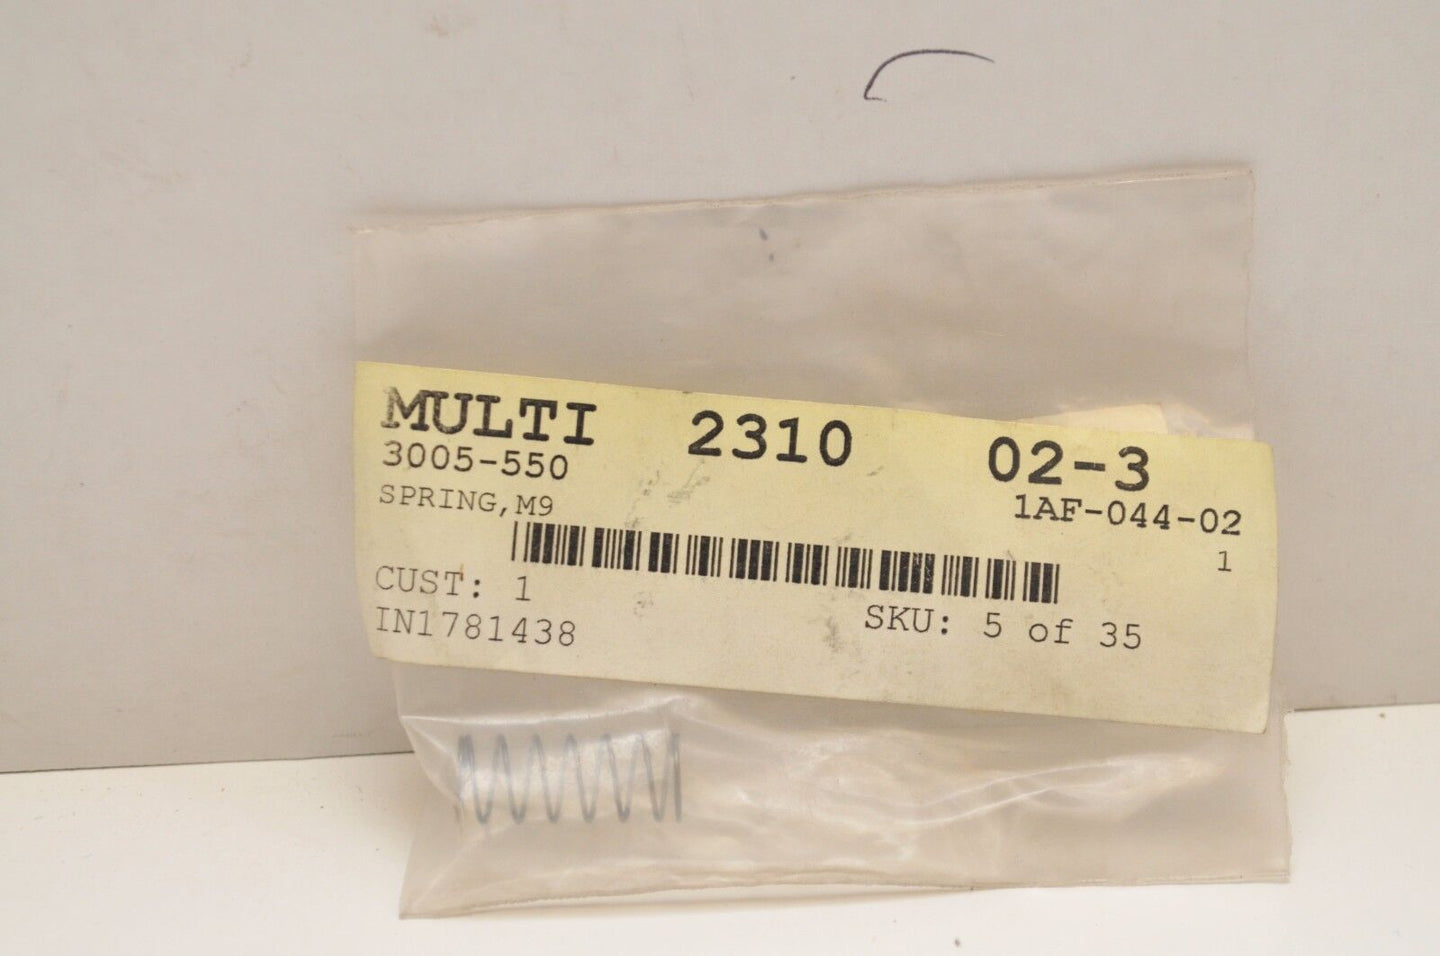 MULTI 2310 02-3
3005-550 1AF-044-02
SPRING,M9 1
CUST: 1 SKU: 5 of 35
IN1781438